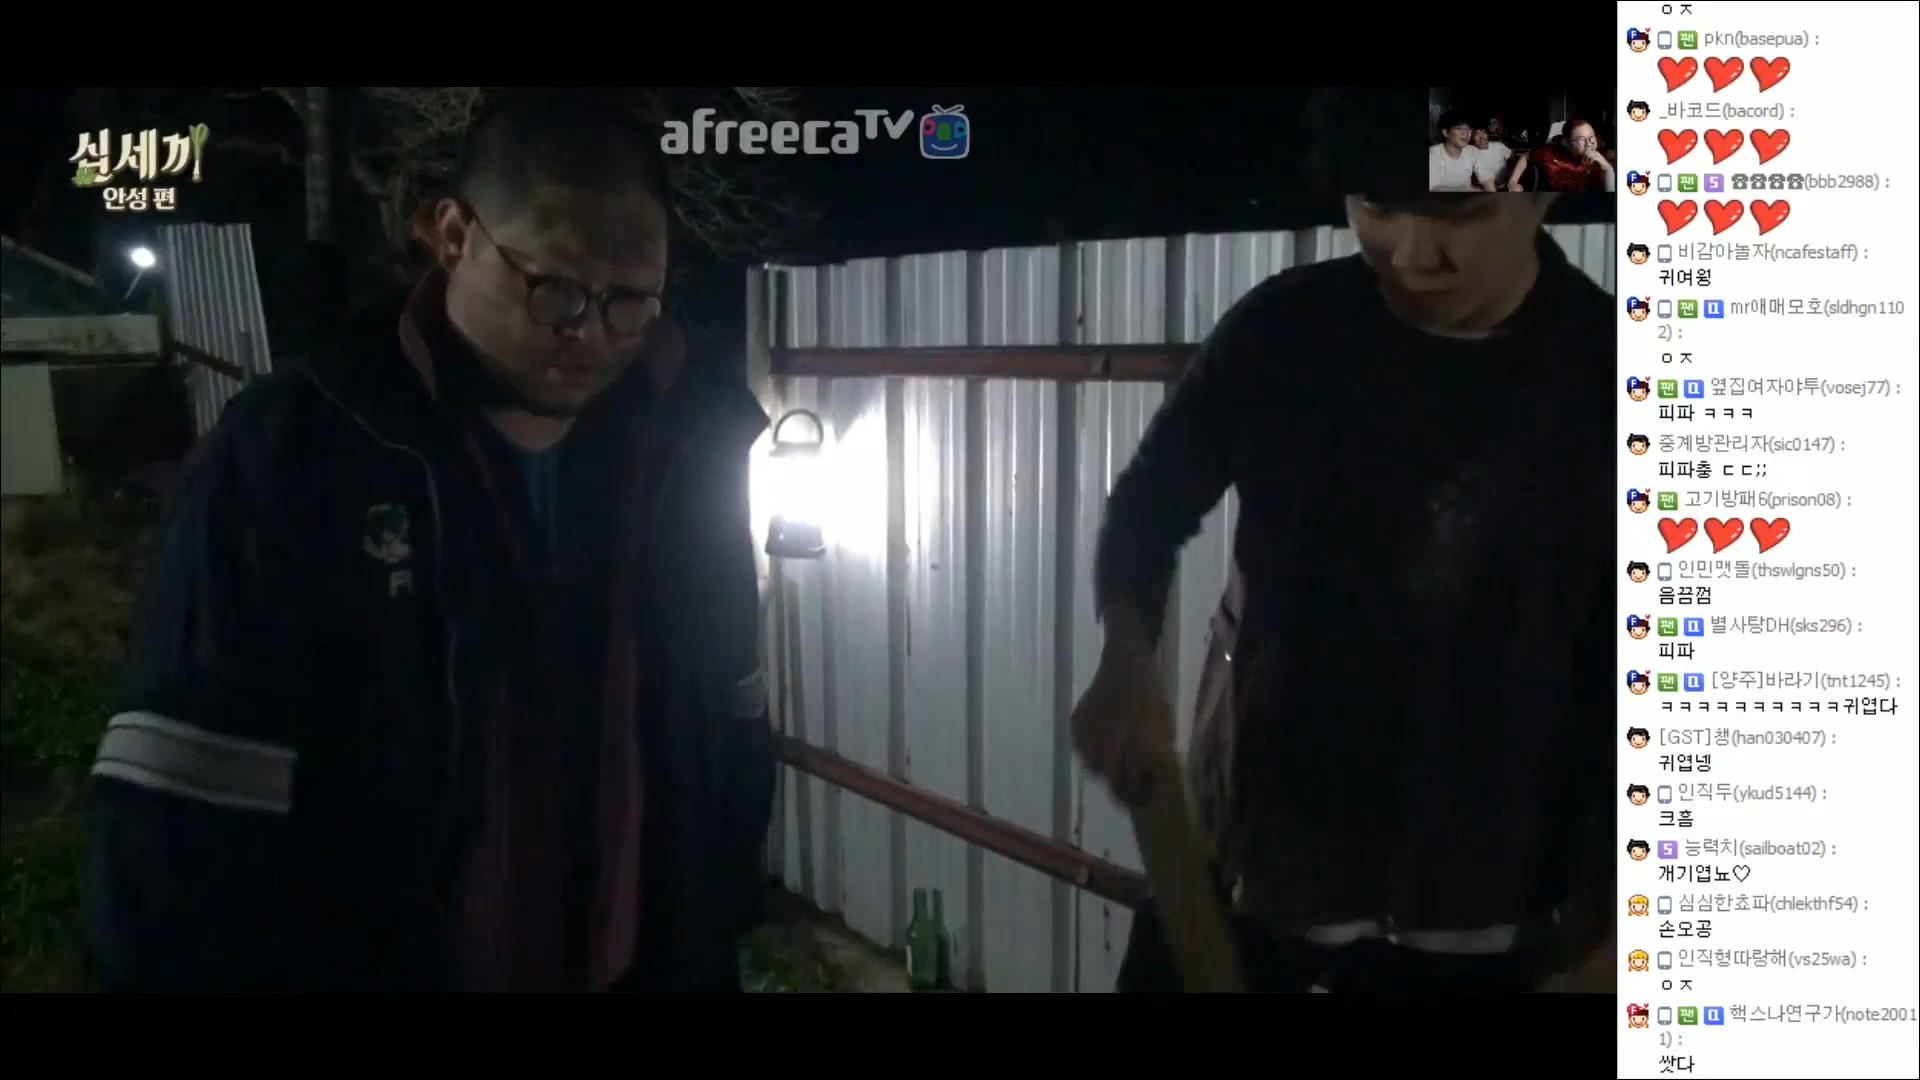 십세끼
안성 편
afreecaTV
ㅇㅈ
pkn(basepua) :
_바코드(bacord) :
☎☎☎☎(bbb2988) :
비감아놀자(ncafestaff) :
귀여웡
mr애매모호(sldhgn110
2) :
ㅇㅈ
옆집여자야투(vosej77) :
피파 ㅋㅋㅋ
중계방관리자(sic0147) :
피파충 ㄷㄷ;;
고기방패6(prison08) :
인민맷돌(thswlgns50) :
음끔껌
별사탕DH(sks296) :
피파
[양주]바라기(tnt1245) :
ㅋㅋㅋㅋㅋㅋㅋㅋㅋㅋ귀엽다
[GST]챙(han030407) :
귀엽넹
인직두(ykud5144) :
크흠
능력치(sailboat02) :
개기엽뇨♡
심심한쵸파(chlekthf54) :
손오공
인직형따랑해(vs25wa) :
ㅇㅈ
핵스나연구가(note2001
1) :
쌋다